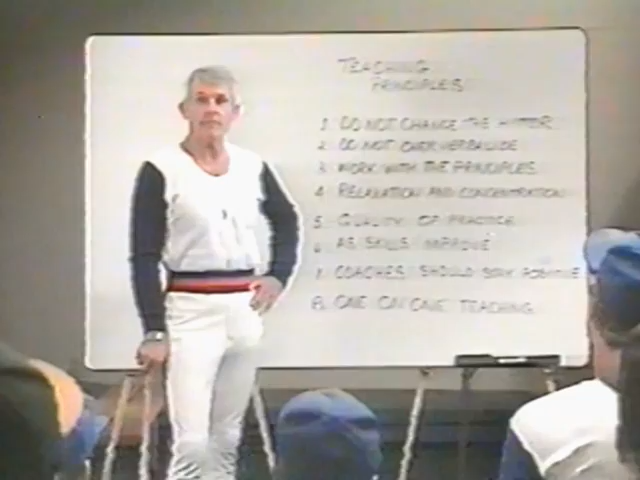 TEACHING
PRINCIPLES
1. DO NOT CHANGE THE HITTER
2. DO NOT OVER VERBALIZE
3. WORK WITH THE PRINCIPLES
4. RELAXATION AND CONCENTRATION
5. QUALITY OF PRACTICE
6. AS SKILLS IMPROVE
7. COACHES SHOULD STAY POSITIVE
8. ONE ON ONE TEACHING